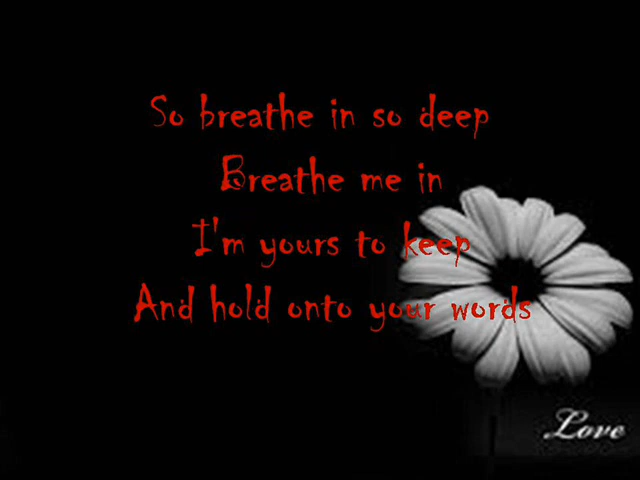 So breathe in so deep
Breathe me in
I'm yours to keep
And hold onto your words
Love